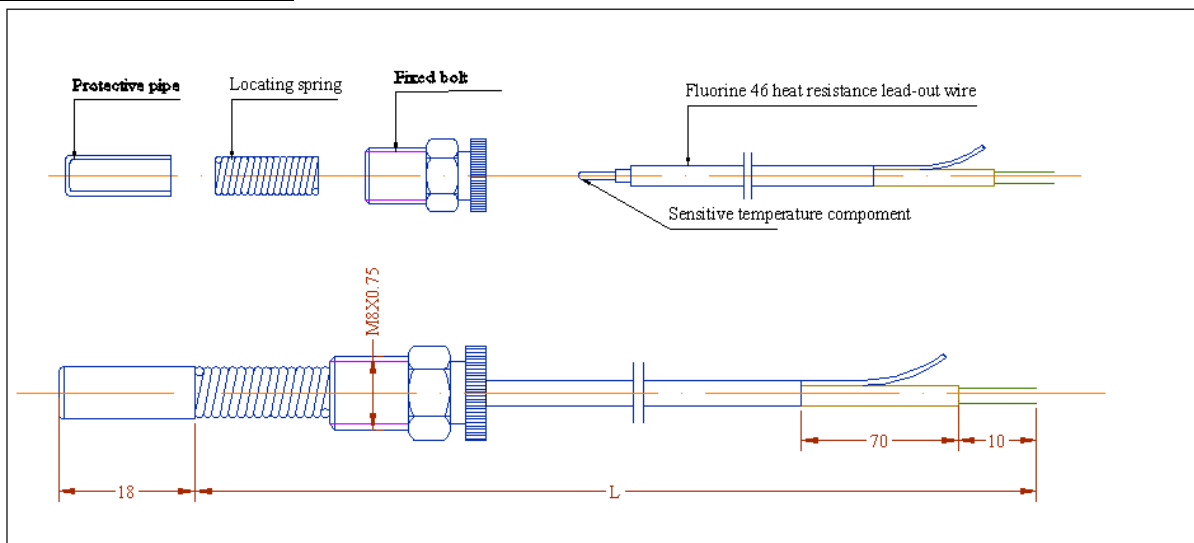 Protective pipe
Locating spring
Fixed bolt
Fluorine 46 heat resistance lead-out wire
Sensitive temperature compoment
M8X0.75
70
10
18
L